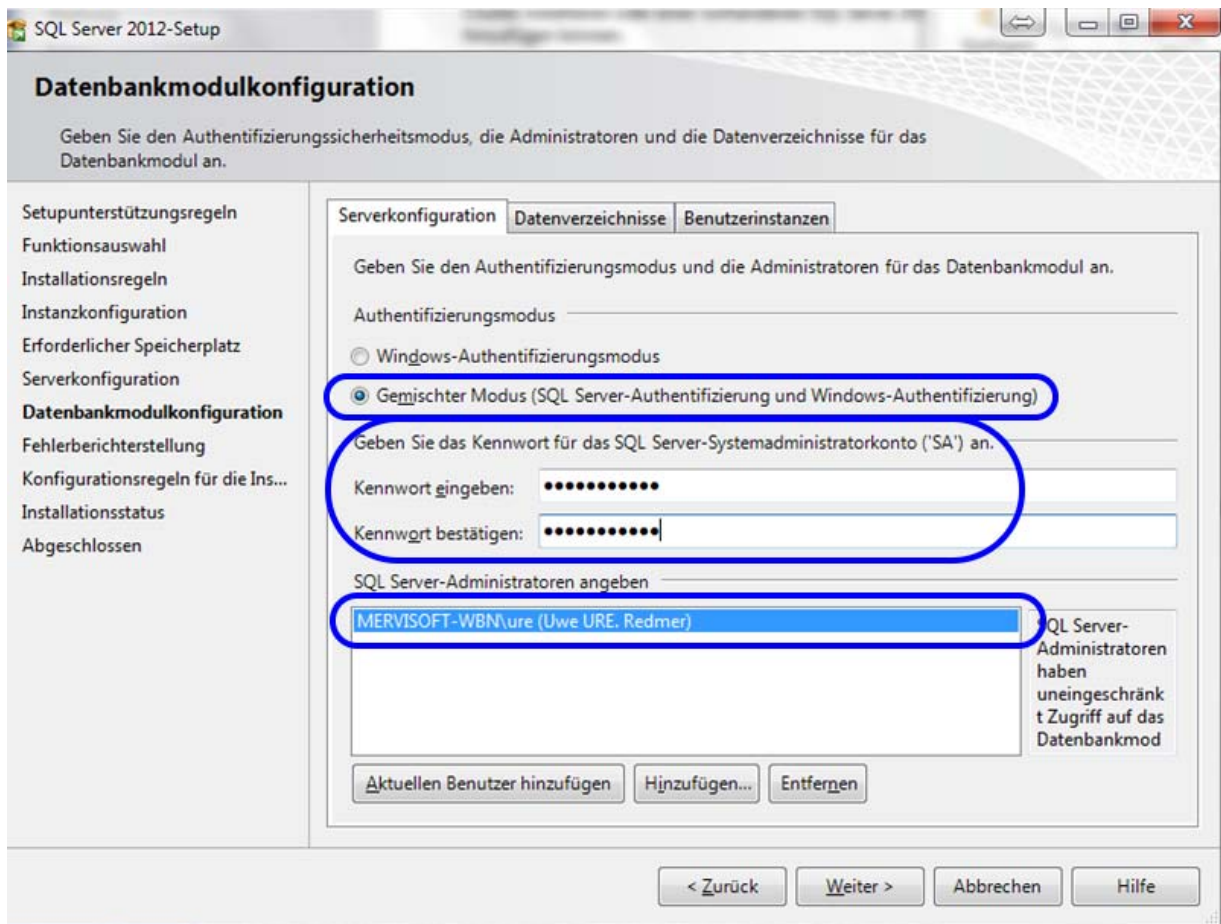 SQL Server 2012-Setup
hinzufügen können.
Datenbankmodulkonfiguration
Geben Sie den Authentifizierungssicherheitsmodus, die Administratoren und die Datenverzeichnisse für das
Datenbankmodul an.
Setupunterstützungsregeln
Funktionsauswahl
Installationsregeln
Instanzkonfiguration
Erforderlicher Speicherplatz
Serverkonfiguration
Datenbankmodulkonfiguration
Fehlerberichterstellung
Konfigurationsregeln für die Ins...
Installationsstatus
Abgeschlossen
Serverkonfiguration
Datenverzeichnisse
Benutzerinstanzen
Geben Sie den Authentifizierungsmodus und die Administratoren für das Datenbankmodul an.
Authentifizierungsmodus
Windows-Authentifizierungsmodus
Gemischter Modus (SQL Server-Authentifizierung und Windows-Authentifizierung)
Geben Sie das Kennwort für das SQL Server-Systemadministratorkonto ('SA') an.
Kennwort eingeben: ●●●●●●●●●●●
Kennwort bestätigen: ●●●●●●●●●●●
SQL Server-Administratoren angeben
MERVISOFT-WBN\ure (Uwe URE. Redmer)
SQL Server-
Administratoren
haben
uneingeschränk
t Zugriff auf das
Datenbankmod
Aktuellen Benutzer hinzufügen
Hinzufügen...
Entfernen
< Zurück
Weiter >
Abbrechen
Hilfe